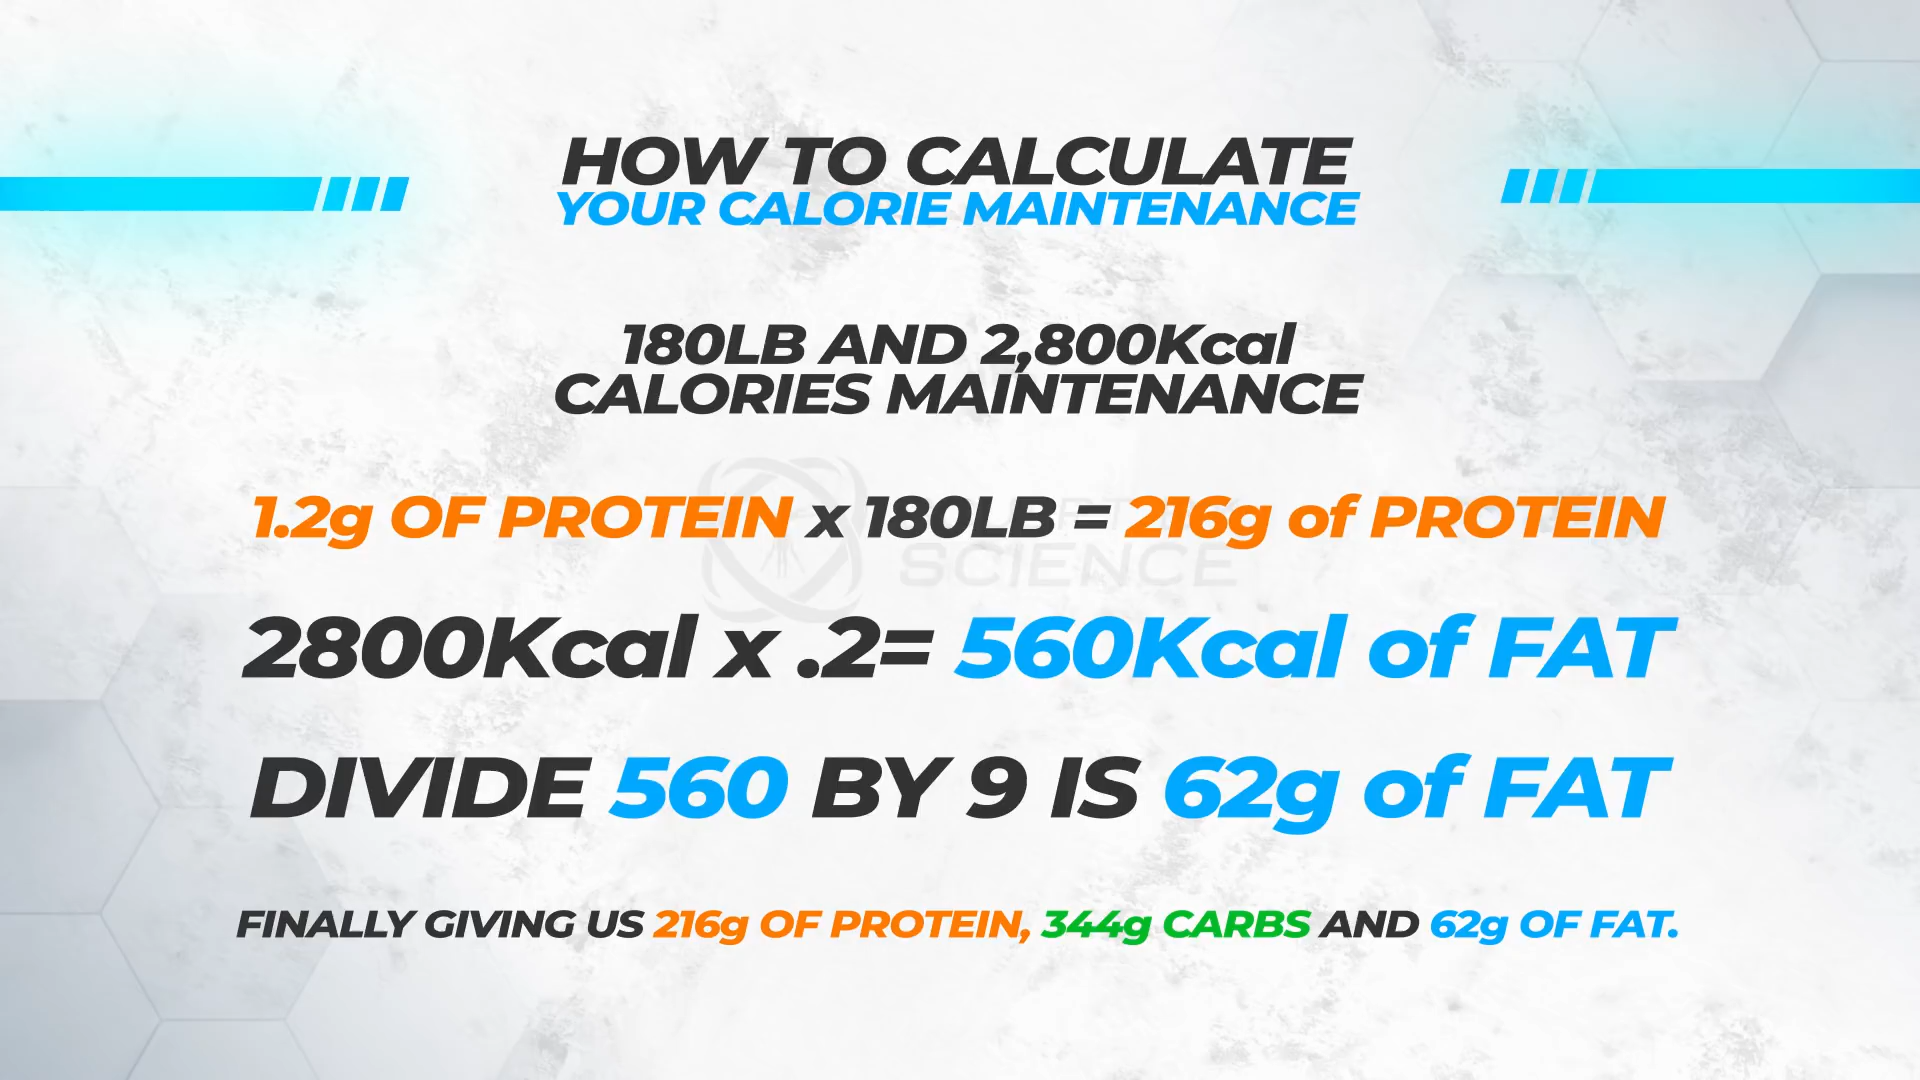 HOW TO CALCULATE
YOUR CALORIE MAINTENANCE
180LB AND 2,800Kcal
CALORIES MAINTENANCE
1.2g OF PROTEIN x 180LB = 216g of PROTEIN
SCIENCE
2800Kcal x .2= 560Kcal of FAT
DIVIDE 560 BY 9 IS 62g of FAT
FINALLY GIVING US 216g OF PROTEIN, 344g CARBS AND 62g OF FAT.